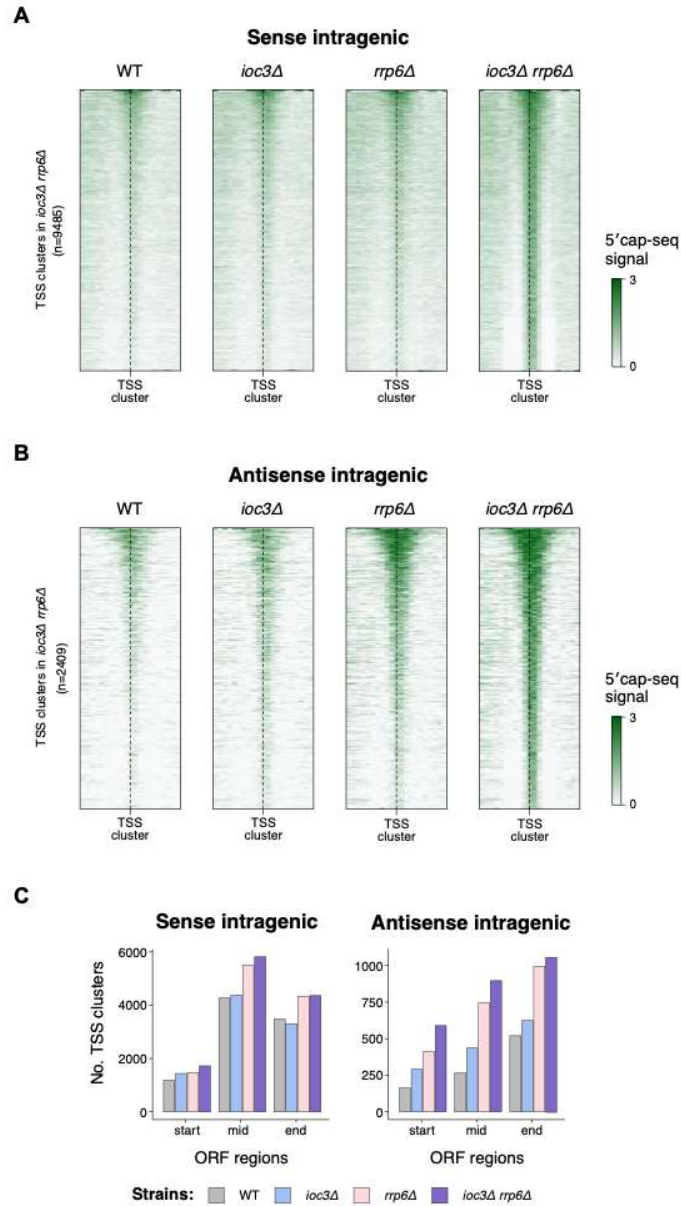 A
Sense intragenic
WT
ioc3Δ
rrp6Δ
ioc3Δ rrp6Δ
TSS clusters in ioc3Δ rrp6Δ
(n=9485)
5′cap-seq
signal
3
0
TSS
cluster
TSS
cluster
TSS
cluster
TSS
cluster
B
Antisense intragenic
WT
ioc3Δ
rrp6Δ
ioc3Δ rrp6Δ
TSS clusters in ioc3Δ rrp6Δ
(n=2409)
5′cap-seq
signal
3
0
TSS
cluster
TSS
cluster
TSS
cluster
TSS
cluster
C
Sense intragenic
No. TSS clusters
6000
4000
2000
0
start
mid
end
ORF regions
Antisense intragenic
1000
750
500
250
0
start
mid
end
ORF regions
Strains: WT ioc3Δ rrp6Δ ioc3Δ rrp6Δ